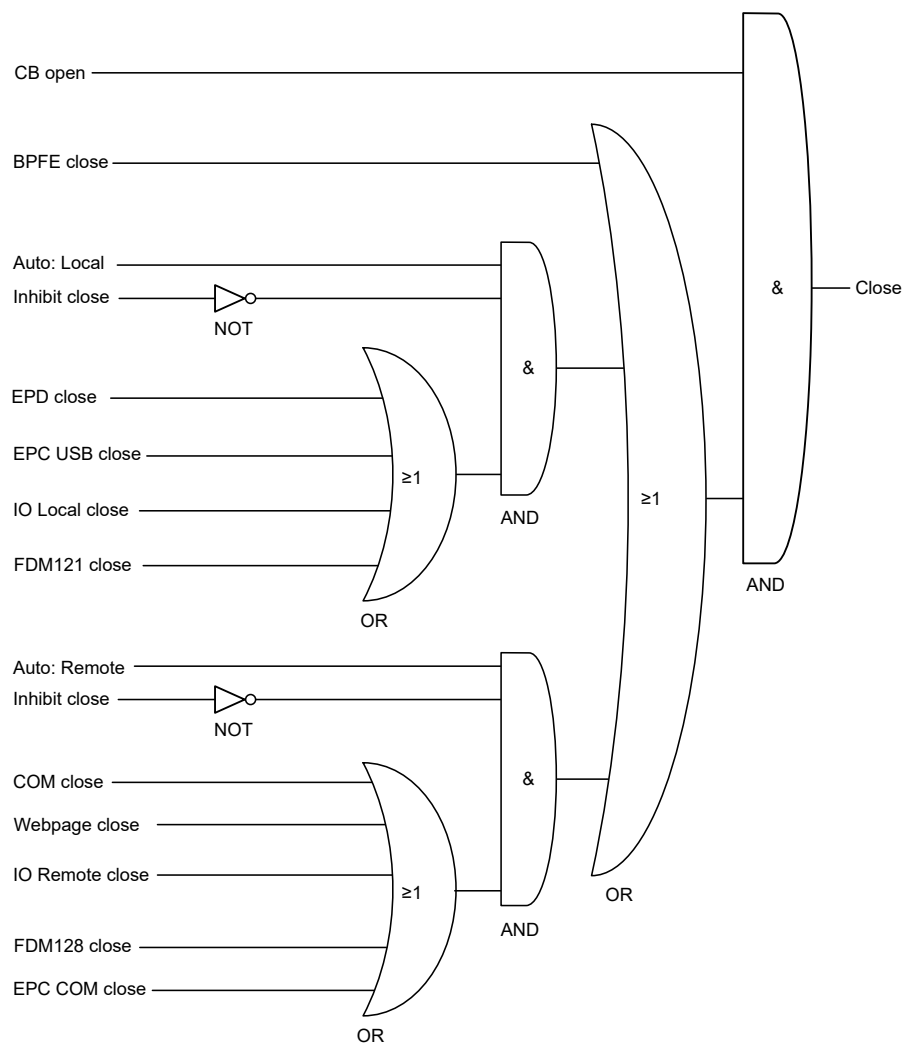 CB open
BPFE close
Auto: Local
Inhibit close
NOT
&
Close
EPD close
&
EPC USB close
≥1
IO Local close
≥1
AND
FDM121 close
AND
OR
Auto: Remote
Inhibit close
NOT
COM close
&
Webpage close
IO Remote close
≥1
OR
AND
FDM128 close
EPC COM close
OR